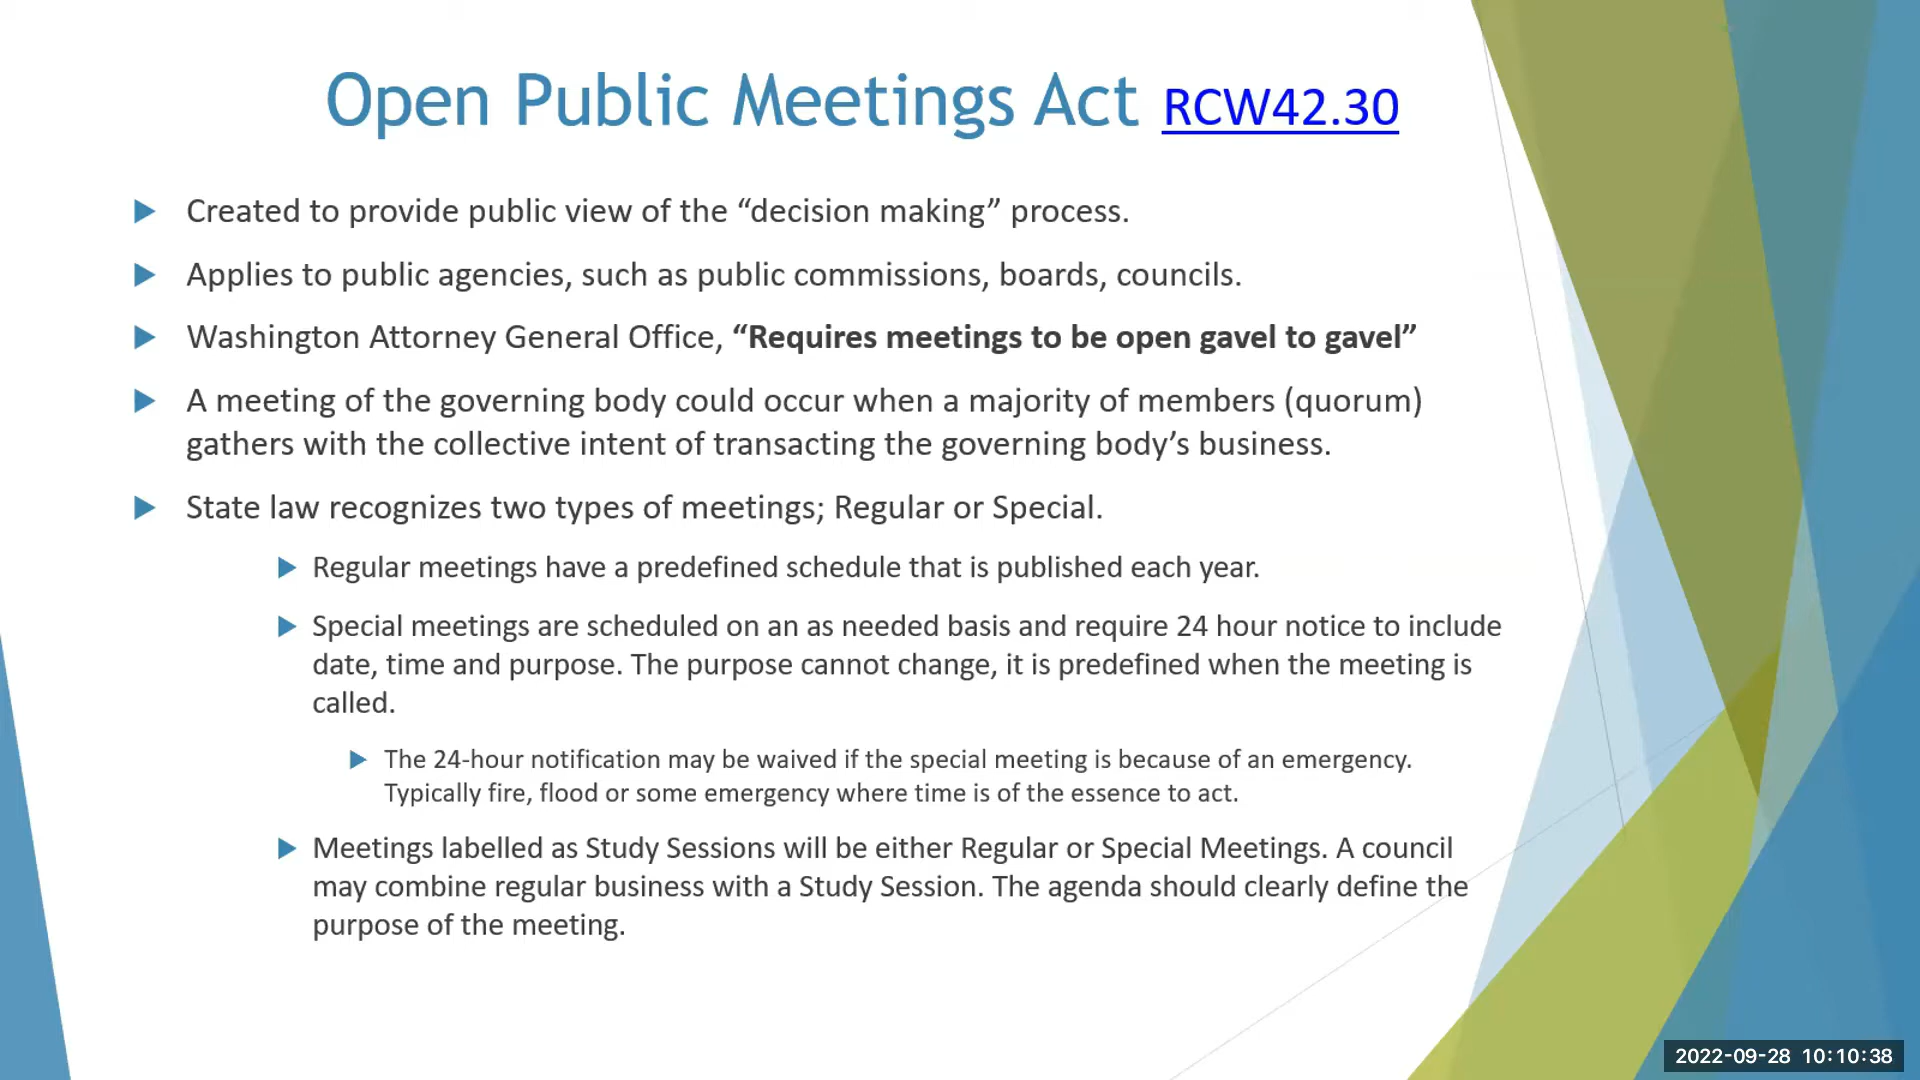 Open Public Meetings Act RCW42.30
Created to provide public view of the “decision making” process.
Applies to public agencies, such as public commissions, boards, councils.
Washington Attorney General Office, “Requires meetings to be open gavel to gavel”
A meeting of the governing body could occur when a majority of members (quorum)
gathers with the collective intent of transacting the governing body’s business.
State law recognizes two types of meetings; Regular or Special.
Regular meetings have a predefined schedule that is published each year.
Special meetings are scheduled on an as needed basis and require 24 hour notice to include
date, time and purpose. The purpose cannot change, it is predefined when the meeting is
called.
The 24-hour notification may be waived if the special meeting is because of an emergency.
Typically fire, flood or some emergency where time is of the essence to act.
Meetings labelled as Study Sessions will be either Regular or Special Meetings. A council
may combine regular business with a Study Session. The agenda should clearly define the
purpose of the meeting.
2022-09-28 10:10:38